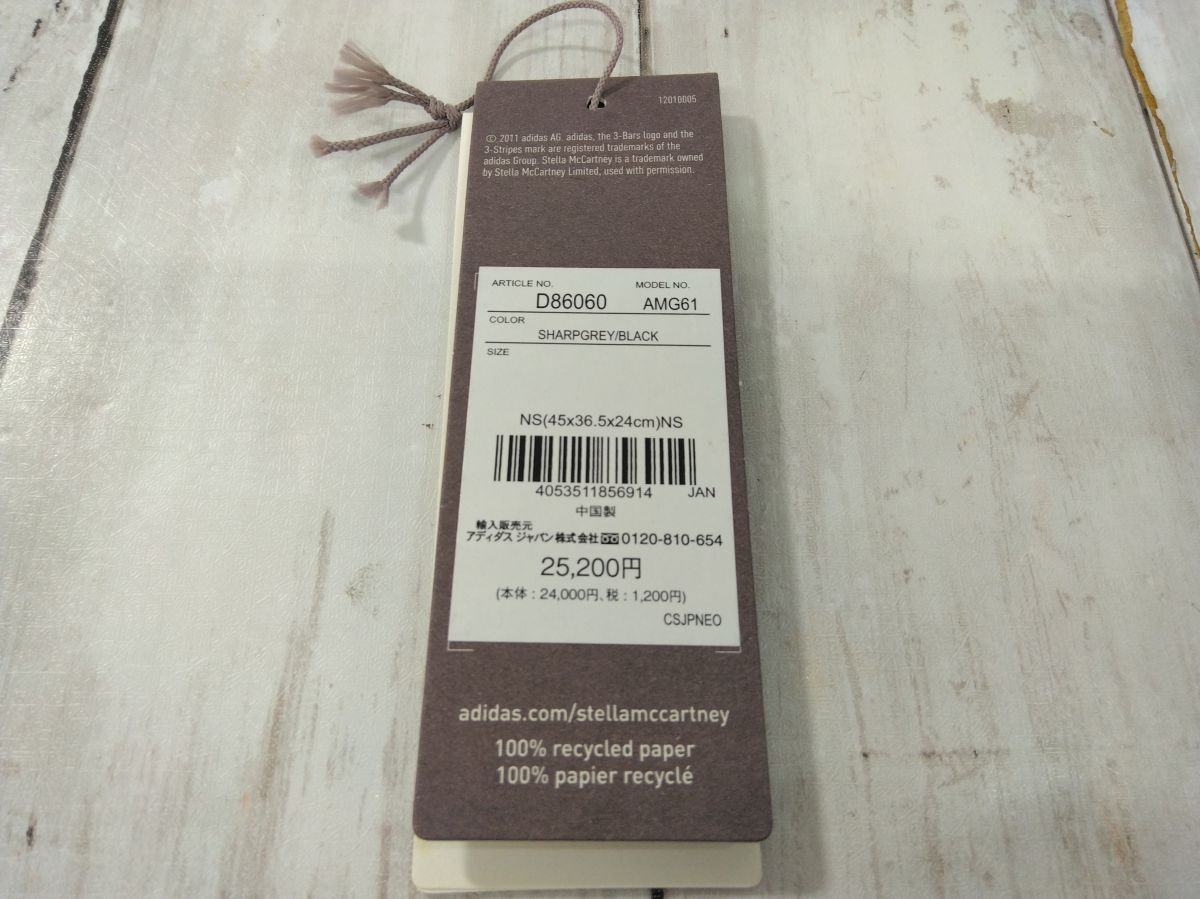 12010005
© 2011 adidas AG. adidas, the 3-Bars logo and the
3-Stripes mark are registered trademarks of the
adidas Group. Stella McCartney is a trademark owned
by Stella McCartney Limited, used with permission.
ARTICLE NO. MODEL NO.
D86060 AMG61
COLOR
SHARPGREY/BLACK
SIZE
NS(45x36.5x24cm)NS
4053511856914 JAN
中国製
輸入販売元
アディダス ジャパン株式会社 0120-810-654
25,200円
(本体：24,000円、税：1,200円)
CSJPNEO
adidas.com/stellamccartney
100% recycled paper
100% papier recyclé